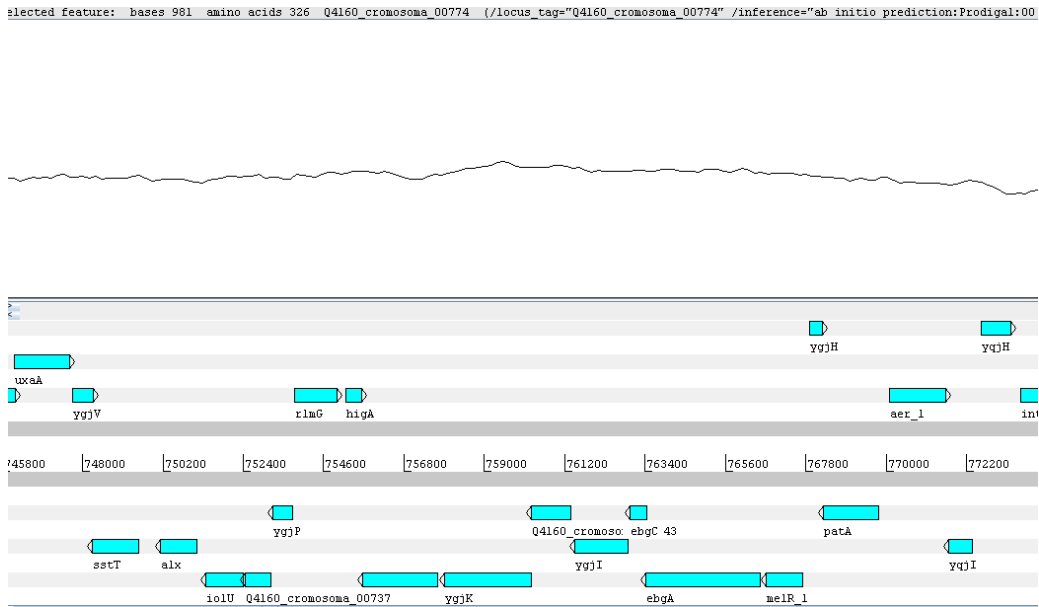 elected feature:  bases 981  amino acids 326  Q4160_cromosoma_00774  (/locus_tag="Q4160_cromosoma_00774" /inference="ab initio prediction:Prodigal:00
ygjH yqjH
uxaA
ygjV rlmG higA aer_1 int
745800 748000 750200 752400 754600 756800 759000 761200 763400 765600 767800 770000 772200
ygjP Q4160_cromoso: ebgC 43 patA
sstT alx ygjI yqjI
iolU Q4160_cromosoma_00737 ygjK ebgA melR_1